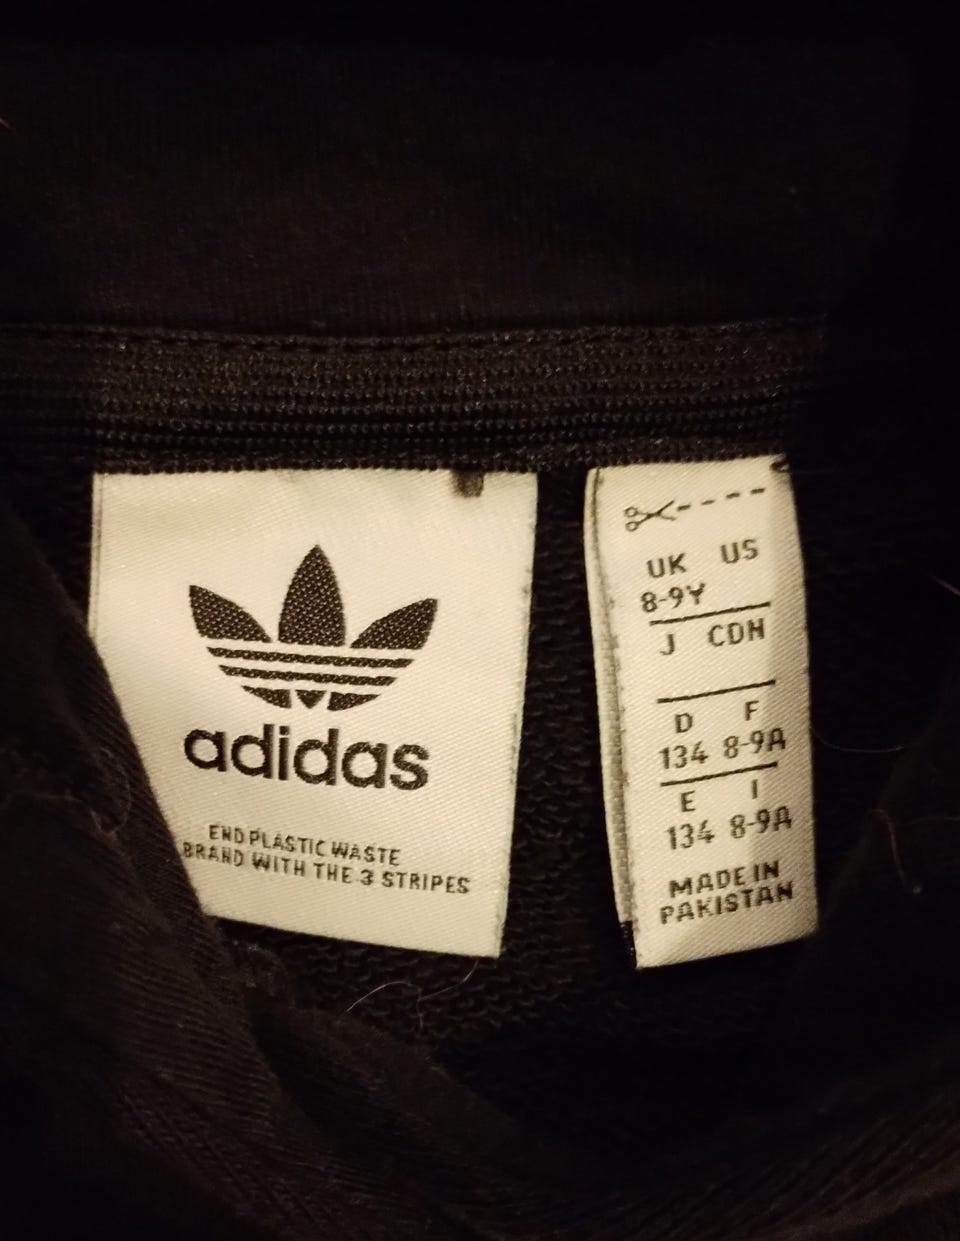 adidas
END PLASTIC WASTE
BRAND WITH THE 3 STRIPES
UK US
8-9Y
J CDN
D F
134 8-9A
E I
134 8-9A
MADE IN
PAKISTAN